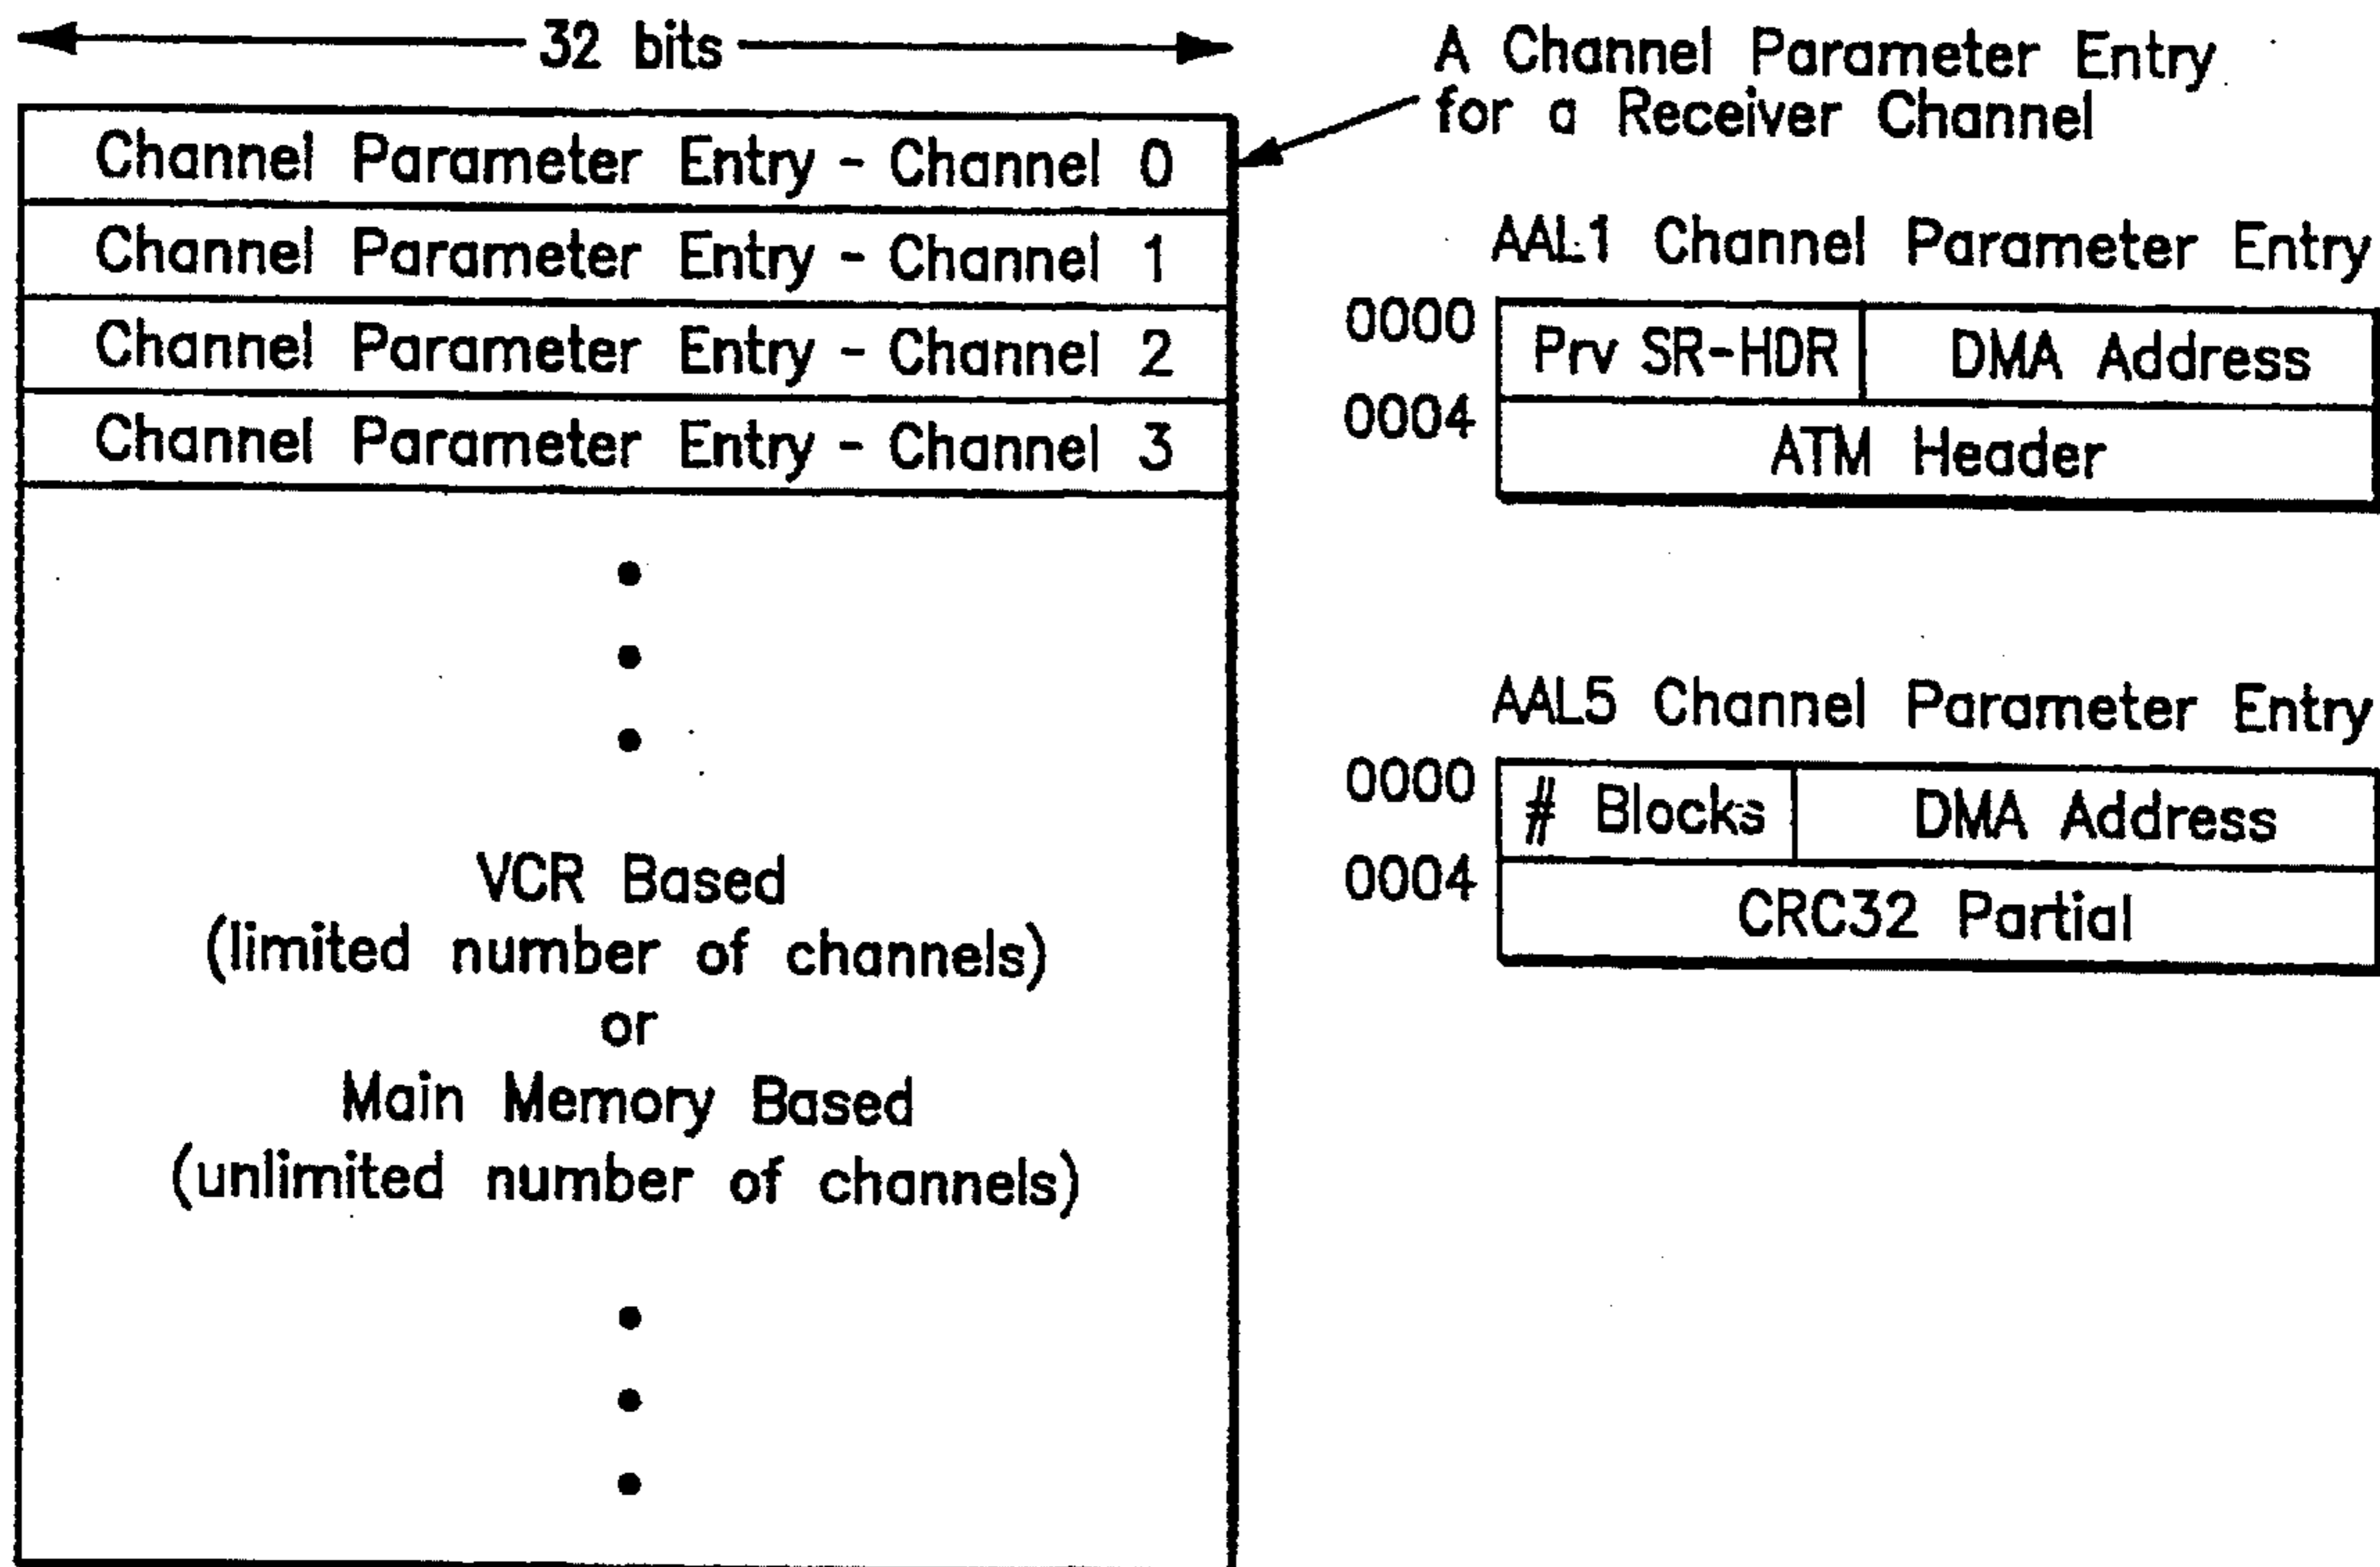 32 bits
A Channel Parameter Entry
for a Receiver Channel
Channel Parameter Entry - Channel 0
Channel Parameter Entry - Channel 1
Channel Parameter Entry - Channel 2
Channel Parameter Entry - Channel 3
VCR Based
(limited number of channels)
or
Main Memory Based
(unlimited number of channels)
AAL1 Channel Parameter Entry
0000 Prv SR-HDR DMA Address
0004 ATM Header
AAL5 Channel Parameter Entry
0000 # Blocks DMA Address
0004 CRC32 Partial